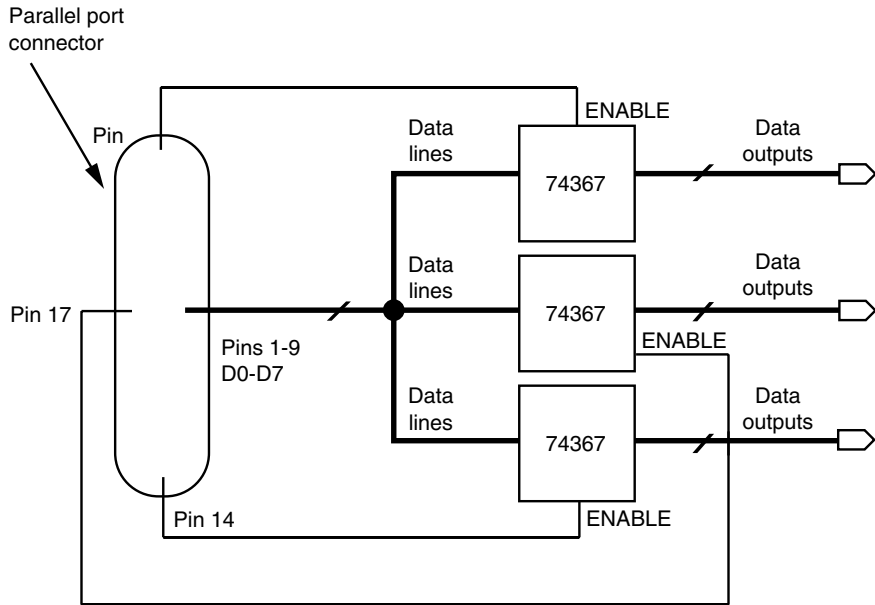 Parallel port
connector
Pin
ENABLE
Data
lines
74367
Data
outputs
Data
lines
74367
Data
outputs
Pin 17
Pins 1-9
D0-D7
ENABLE
Data
lines
74367
Data
outputs
Pin 14
ENABLE